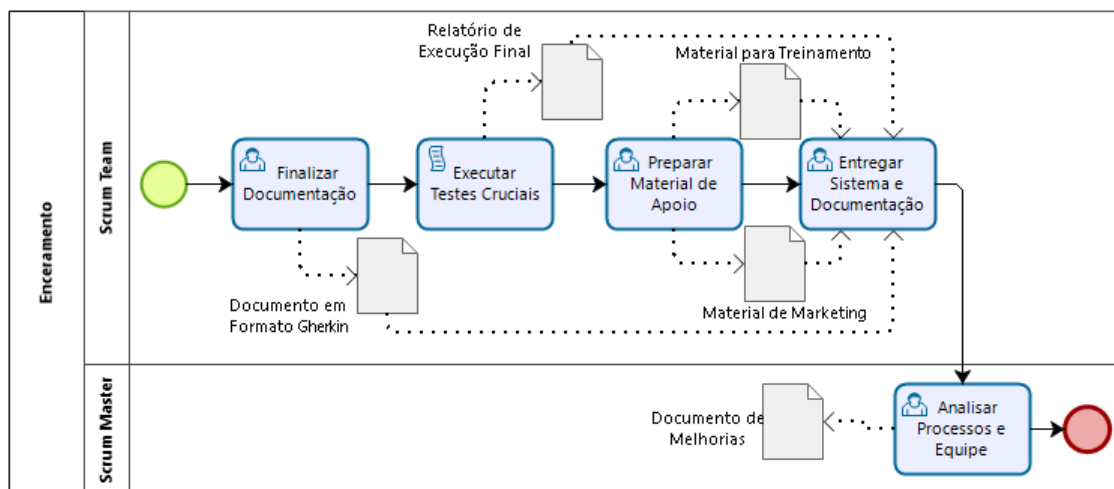 Enceramento
Scrum Team
Relatório de
Execução Final
Material para Treinamento
Finalizar
Documentação
Executar
Testes Cruciais
Preparar
Material de
Apoio
Entregar
Sistema e
Documentação
Documento em
Formato Gherkin
Material de Marketing
Scrum Master
Documento de
Melhorias
Analisar
Processos e
Equipe